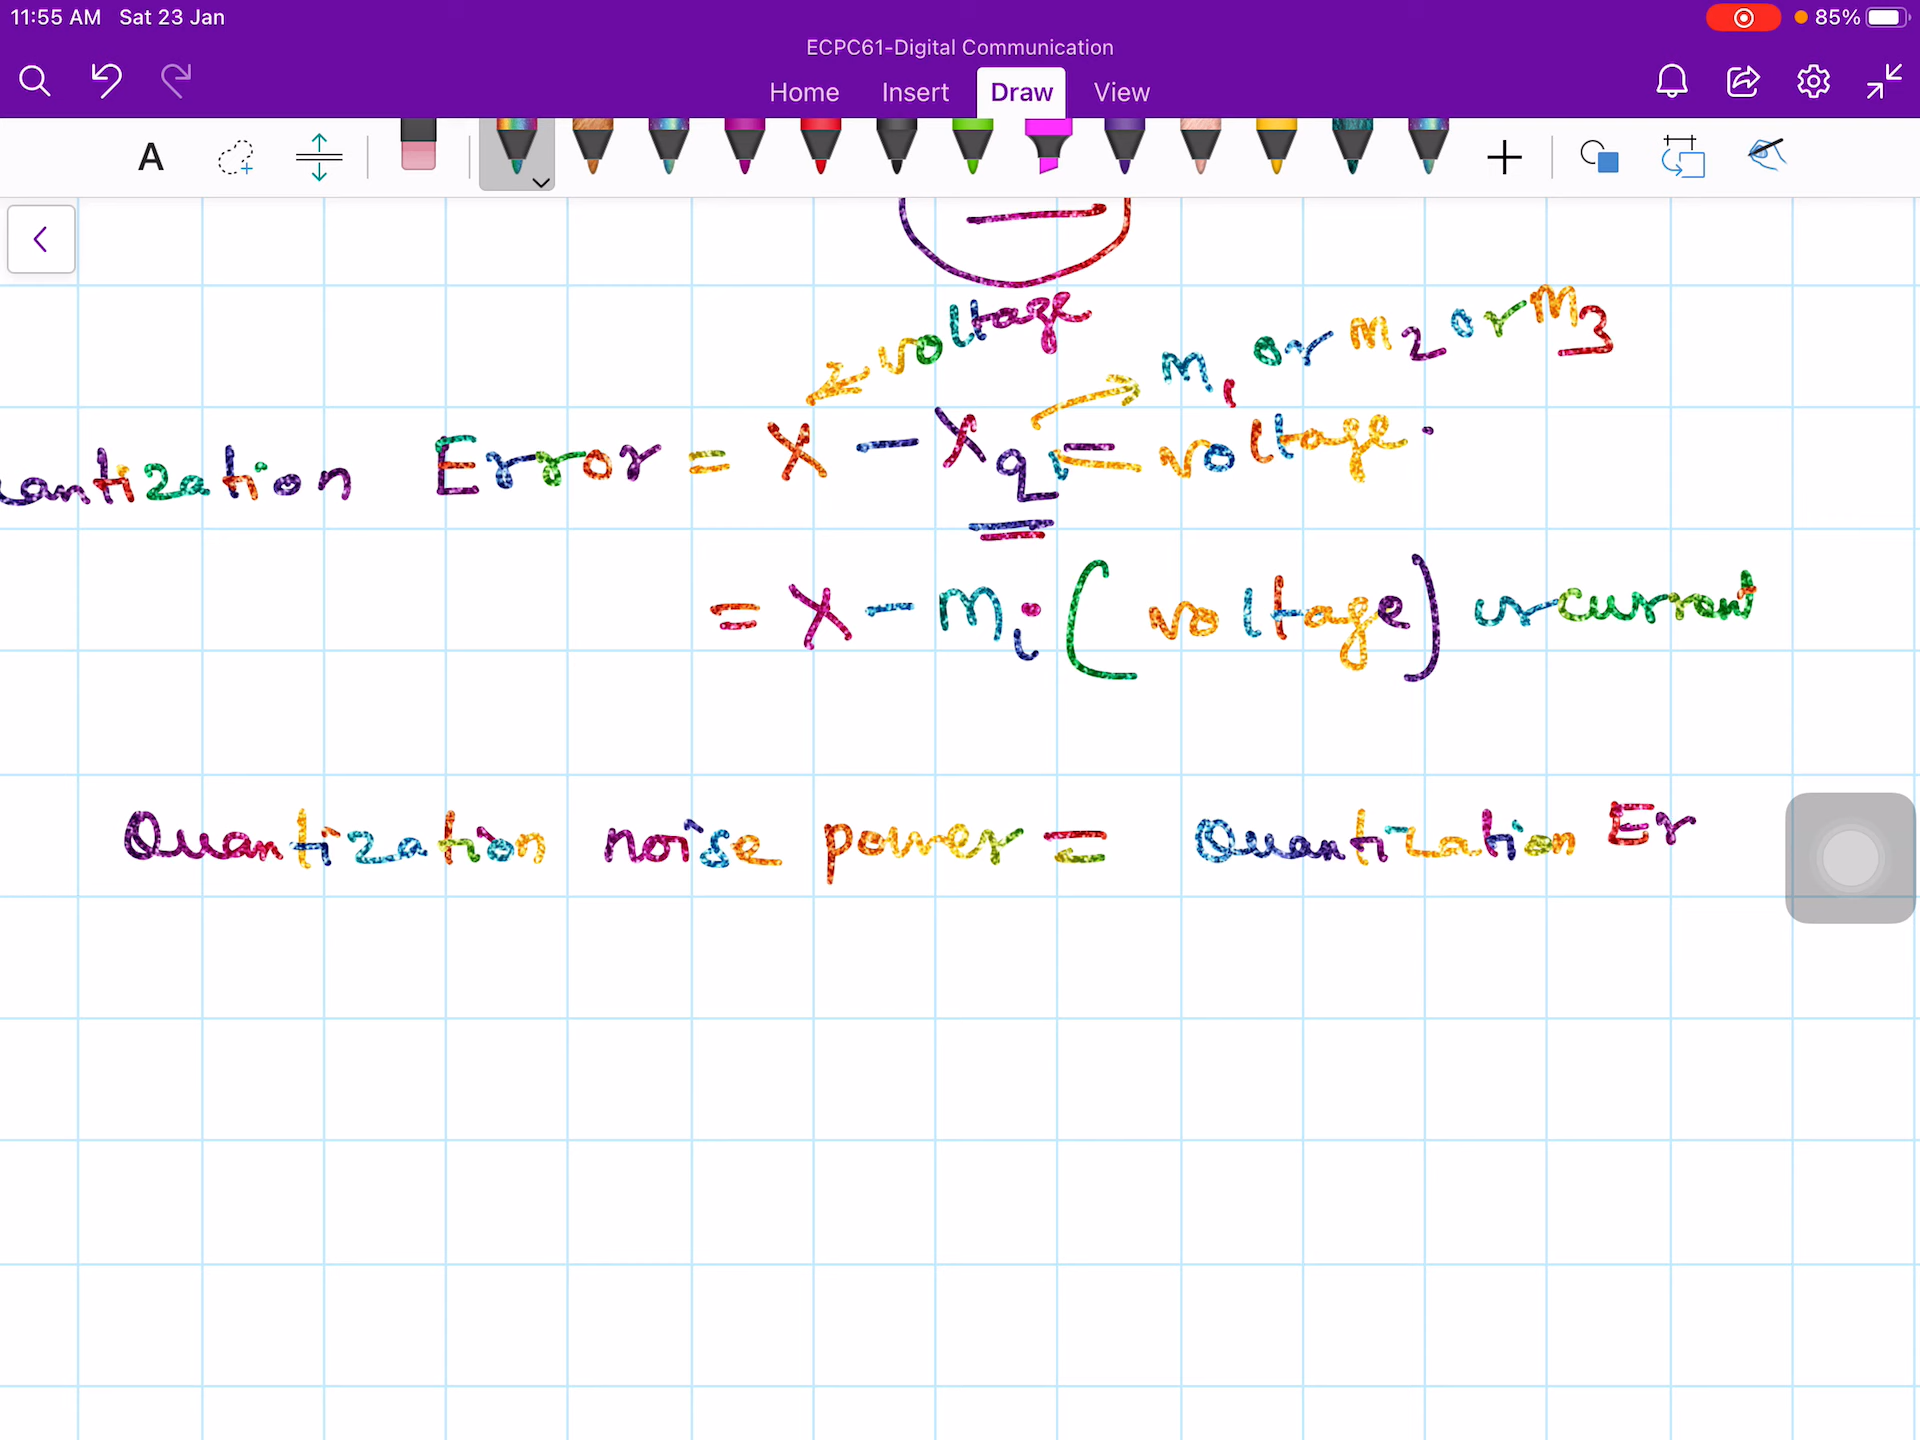 11:55 AM Sat 23 Jan
85%
ECPC61-Digital Communication
Home Insert Draw View
A
voltage
m1 or m2 or m3
uantization Error = X - Xq = voltage
= X - mi (voltage) or current
Quantization noise power = Quantization Er